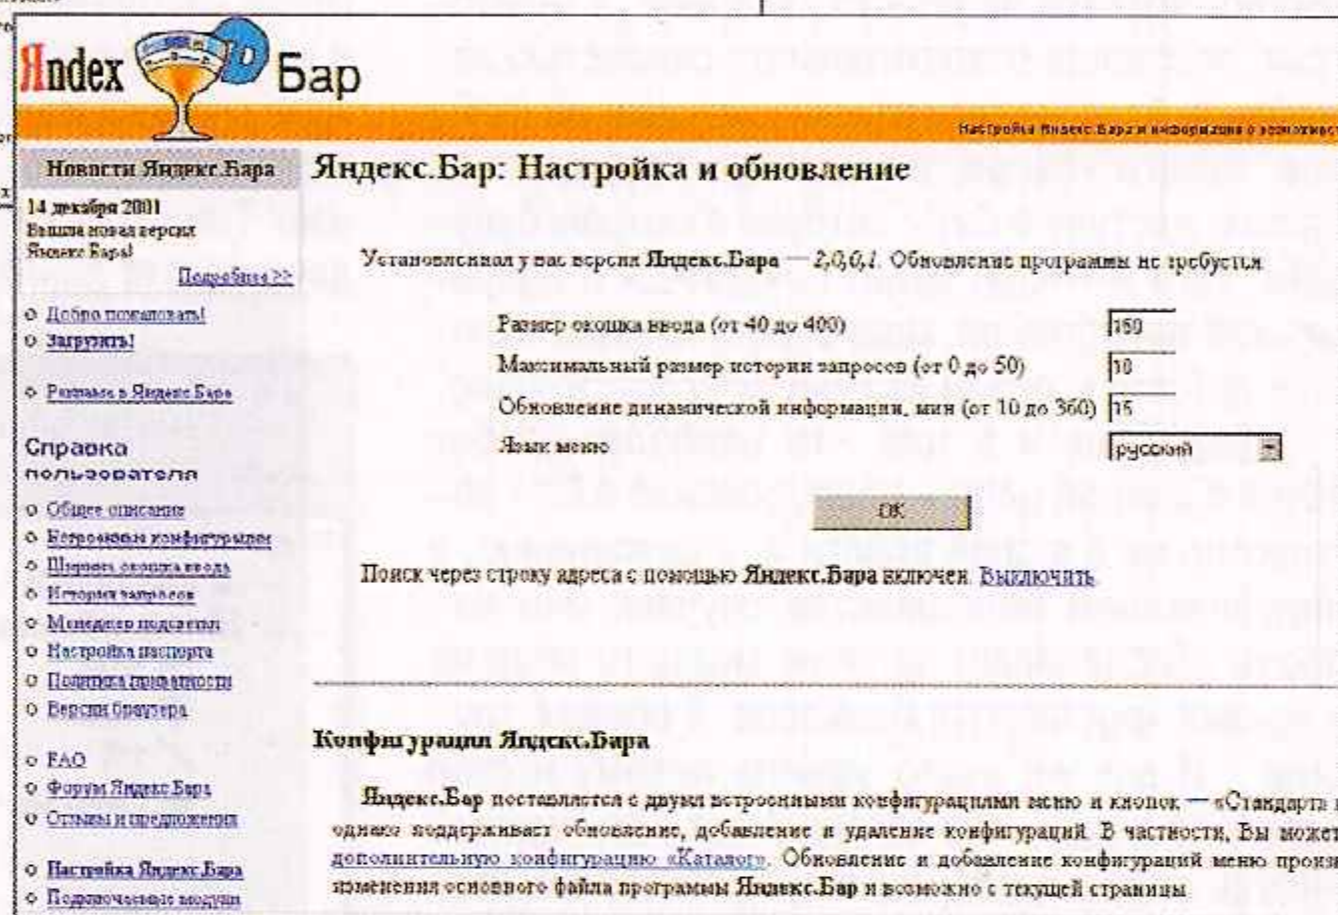 Яndex Бар
Настройка Яндекс.Бара и информация о
Новости Яндекс.Бара
14 декабря 2001
Вышла новая версия
Яндекс Бара!
Подробнее >>
o Добро пожаловать!
o Загрузить!
o Реклама в Яндекс Баре
Справка
пользователя
o Общее описание
o Встроенные конфигурации
o Ширина окошка ввода
o История запросов
o Менеджер подсветки
o Настройка паспорта
o Политика приватности
o Версии браузера
o FAQ
o Форум Яндекс Бара
o Отзывы и предложения
o Настройка Яндекс.Бара
o Подключаемые модули
Яндекс.Бар: Настройка и обновление
Установленная у вас версия Яндекс.Бара — 2,0,0,1. Обновление программы не требуется
Размер окошка ввода (от 40 до 400) 160
Максимальный размер истории запросов (от 0 до 50) 10
Обновление динамической информации, мин (от 10 до 360) 15
Язык меню русский
OK
Поиск через строку адреса с помощью Яндекс.Бара включен. Выключить.
Конфигурация Яндекс.Бара
Яндекс.Бар поставляется с двумя встроенными конфигурациями меню и кнопок — «Стандарт»
однако поддерживает обновление, добавление и удаление конфигураций. В частности, Вы может
дополнительную конфигурацию «Каталог». Обновление и добавление конфигураций меню произв
изменения основного файла программы Яндекс.Бар и возможно с текущей страницы